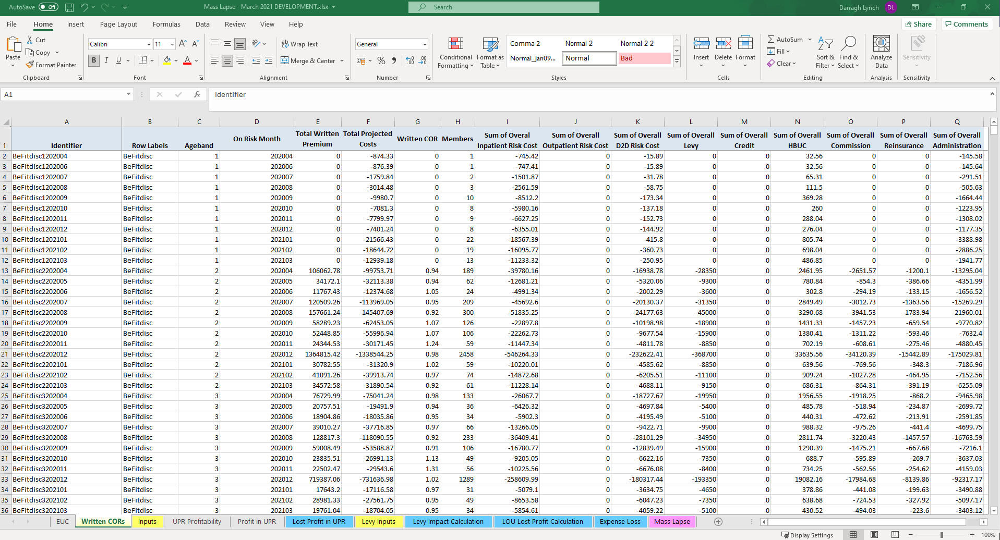 AutoSave Off Mass Lapse - March 2021 DEVELOPMENT.xlsx Search Darragh Lynch DL
File Home Insert Page Layout Formulas Data Review View Help Share Comments
Paste Cut Copy Format Painter Clipboard
Calibri 11 B I U Font
ab Wrap Text Merge & Center Alignment
General % Number
Conditional Formatting Format as Table
Comma 2 Normal 2 Normal 2 2
Normal_Jan09... Normal Bad
Styles
Insert Delete Format Cells
AutoSum Fill Clear Sort & Filter Find & Select Editing
Analyze Data Analysis
Sensitivity Sensitivity
A1 fx Identifier
A B C D E F G H I J K L M N O P Q
1 Identifier Row Labels Ageband On Risk Month Total Written Premium Total Projected Costs Written COR Members Sum of Overal Inpatient Risk Cost Sum of Overall Outpatient Risk Cost Sum of Overall D2D Risk Cost Sum of Overall Levy Sum of Overall Credit Sum of Overall HBUC Sum of Overall Commission Sum of Overall Reinsurance Sum of Overall Administration
2 BeFitdisc1202004 BeFitdisc 1 202004 0 -874.33 0 1 -745.42 0 -15.89 0 0 32.56 0 0 -145.58
3 BeFitdisc1202006 BeFitdisc 1 202006 0 -876.39 0 1 -747.41 0 -15.89 0 0 32.56 0 0 -145.64
4 BeFitdisc1202007 BeFitdisc 1 202007 0 -1759.84 0 2 -1501.87 0 -31.78 0 0 65.31 0 0 -291.51
5 BeFitdisc1202008 BeFitdisc 1 202008 0 -3014.48 0 3 -2561.59 0 -58.75 0 0 111.5 0 0 -505.63
6 BeFitdisc1202009 BeFitdisc 1 202009 0 -9980.7 0 10 -8512.2 0 -173.34 0 0 369.28 0 0 -1664.44
7 BeFitdisc1202010 BeFitdisc 1 202010 0 -7081.3 0 8 -5980.16 0 -137.18 0 0 260 0 0 -1223.95
8 BeFitdisc1202011 BeFitdisc 1 202011 0 -7799.97 0 9 -6627.25 0 -152.73 0 0 288.04 0 0 -1308.02
9 BeFitdisc1202012 BeFitdisc 1 202012 0 -7401.24 0 8 -6355.01 0 -144.92 0 0 276.04 0 0 -1177.35
10 BeFitdisc1202101 BeFitdisc 1 202101 0 -21566.43 0 22 -18567.39 0 -415.8 0 0 805.74 0 0 -3388.98
11 BeFitdisc1202102 BeFitdisc 1 202102 0 -18644.72 0 19 -16095.77 0 -360.73 0 0 698.04 0 0 -2886.25
12 BeFitdisc1202103 BeFitdisc 1 202103 0 -12939.18 0 13 -11233.32 0 -250.95 0 0 486.85 0 0 -1941.77
13 BeFitdisc2202004 BeFitdisc 2 202004 106062.78 -99753.71 0.94 189 -39780.16 0 -16938.78 -28350 0 2461.95 -2651.57 -1200.1 -13295.04
14 BeFitdisc2202005 BeFitdisc 2 202005 34172.1 -32113.38 0.94 62 -12681.21 0 -5320.06 -9300 0 780.84 -854.3 -386.66 -4351.99
15 BeFitdisc2202006 BeFitdisc 2 202006 11767.43 -12374.68 1.05 24 -4991.34 0 -2002.29 -3600 0 302.8 -294.19 -133.15 -1656.52
16 BeFitdisc2202007 BeFitdisc 2 202007 120509.26 -113969.05 0.95 209 -45692.6 0 -20130.37 -31350 0 2849.49 -3012.73 -1363.56 -15269.29
17 BeFitdisc2202008 BeFitdisc 2 202008 157661.24 -145407.69 0.92 300 -51835.25 0 -24177.63 -45000 0 3290.68 -3941.53 -1783.94 -21960.01
18 BeFitdisc2202009 BeFitdisc 2 202009 58289.23 -62453.05 1.07 126 -22897.8 0 -10198.98 -18900 0 1431.33 -1457.23 -659.54 -9770.82
19 BeFitdisc2202010 BeFitdisc 2 202010 52448.85 -55996.94 1.07 106 -22262.73 0 -9677.54 -15900 0 1380.41 -1311.22 -593.46 -7632.4
20 BeFitdisc2202011 BeFitdisc 2 202011 24344.53 -30171.45 1.24 59 -11447.34 0 -4811.78 -8850 0 702.19 -608.61 -275.46 -4880.45
21 BeFitdisc2202012 BeFitdisc 2 202012 1364815.42 -1338544.25 0.98 2458 -546264.33 0 -232622.41 -368700 0 33635.56 -34120.39 -15442.89 -175029.81
22 BeFitdisc2202101 BeFitdisc 2 202101 30782.55 -31320.9 1.02 59 -10220.01 0 -4585.62 -8850 0 639.56 -769.56 -348.3 -7186.96
23 BeFitdisc2202102 BeFitdisc 2 202102 41091.26 -39913.74 0.97 74 -14872.68 0 -6205.51 -11100 0 909.24 -1027.28 -464.95 -7152.56
24 BeFitdisc2202103 BeFitdisc 2 202103 34572.58 -31890.54 0.92 61 -11228.14 0 -4688.11 -9150 0 686.31 -864.31 -391.19 -6255.09
25 BeFitdisc3202004 BeFitdisc 3 202004 76729.99 -75041.24 0.98 133 -26067.7 0 -18727.67 -19950 0 1956.55 -1918.25 -868.2 -9465.98
26 BeFitdisc3202005 BeFitdisc 3 202005 20757.51 -19491.9 0.94 36 -6426.32 0 -4697.84 -5400 0 485.78 -518.94 -234.87 -2699.72
27 BeFitdisc3202006 BeFitdisc 3 202006 18904.86 -18035.86 0.95 34 -5902.3 0 -4195.49 -5100 0 440.31 -472.62 -213.91 -2591.85
28 BeFitdisc3202007 BeFitdisc 3 202007 39010.27 -37716.85 0.97 66 -13266.05 0 -9422.71 -9900 0 988.32 -975.26 -441.4 -4699.75
29 BeFitdisc3202008 BeFitdisc 3 202008 128817.3 -118090.55 0.92 233 -36409.41 0 -28101.29 -34950 0 2811.74 -3220.43 -1457.57 -16763.59
30 BeFitdisc3202009 BeFitdisc 3 202009 59008.49 -53588.87 0.91 106 -16780.77 0 -12839.49 -15900 0 1290.39 -1475.21 -667.68 -7216.1
31 BeFitdisc3202010 BeFitdisc 3 202010 23835.51 -26991.13 1.13 49 -9205.05 0 -6622.16 -7350 0 688.7 -595.89 -269.7 -3637.03
32 BeFitdisc3202011 BeFitdisc 3 202011 22502.47 -29543.6 1.31 56 -10225.56 0 -6676.08 -8400 0 734.25 -562.56 -254.62 -4159.03
33 BeFitdisc3202012 BeFitdisc 3 202012 719387.06 -731636.98 1.02 1289 -258609.99 0 -180317.44 -193350 0 19082.16 -17984.68 -8139.86 -92317.17
34 BeFitdisc3202101 BeFitdisc 3 202101 17643.2 -17116.58 0.97 31 -5079.1 0 -3634.75 -4650 0 378.86 -441.08 -199.63 -3490.88
35 BeFitdisc3202102 BeFitdisc 3 202102 28981.33 -27561.75 0.95 49 -8653.58 0 -6047.23 -7350 0 638.68 -724.53 -327.92 -5097.17
36 BeFitdisc3202103 BeFitdisc 3 202103 19761.04 -18704.05 0.95 34 -5854.61 0 -4059.22 -5100 0 430.52 -494.03 -223.6 -3403.12
EUC Written CORs Inputs UPR Profitability Profit in UPR Lost Profit in UPR Levy Inputs Levy Impact Calculation LOU Lost Profit Calculation Expense Loss Mass Lapse
Display Settings 100%